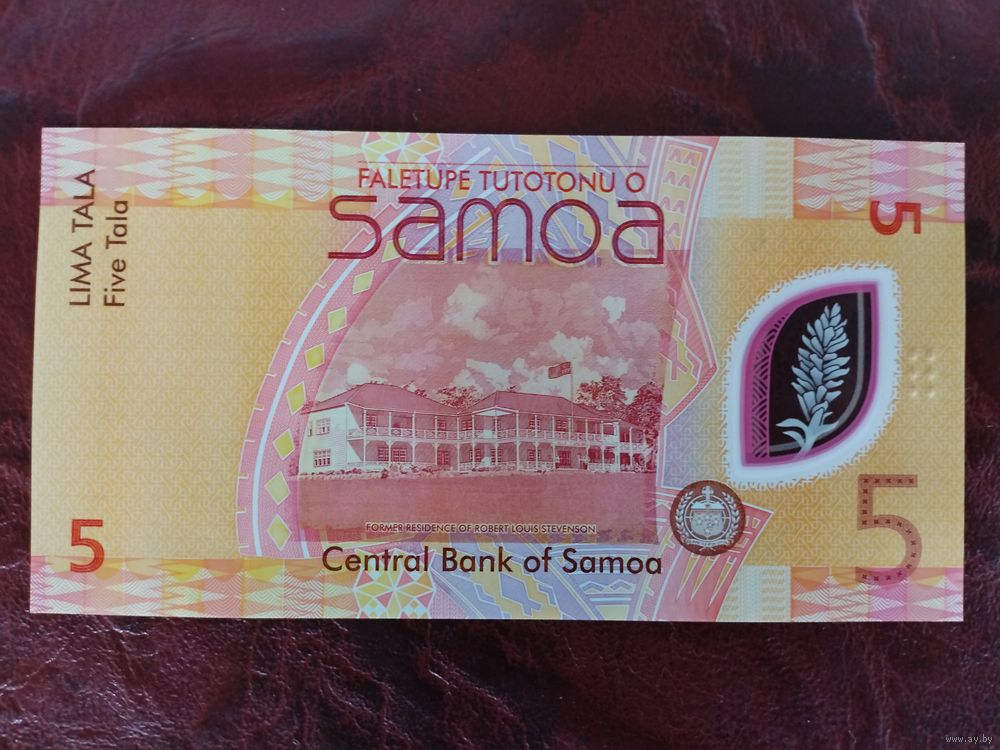 LIMA TALA
Five Tala
FALETUPE TUTOTONU O
samoa
5
5
5
FORMER RESIDENCE OF ROBERT LOUIS STEVENSON
Central Bank of Samoa
www.ay.by